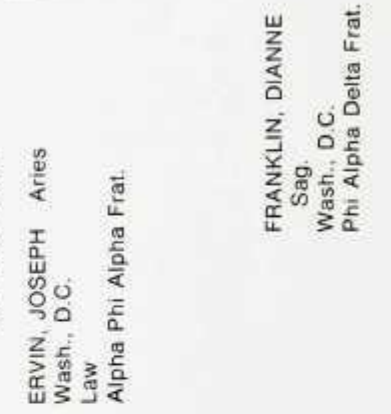 ERVIN, JOSEPH Aries
Wash., D.C.
Law
Alpha Phi Alpha Frat.
FRANKLIN, DIANNE
Sag.
Wash., D.C.
Phi Alpha Delta Frat.